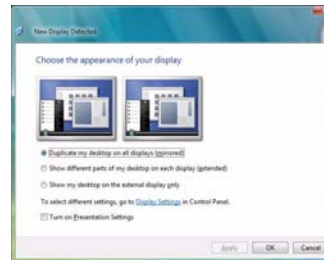 New Display Detected
Choose the appearance of your display
Duplicate my desktop on all displays (mirrored)
Show different parts of my desktop on each display (extended)
Show my desktop on the external display only
To select different settings, go to Display Settings in Control Panel.
Turn on Presentation Settings
Apply
OK
Cancel